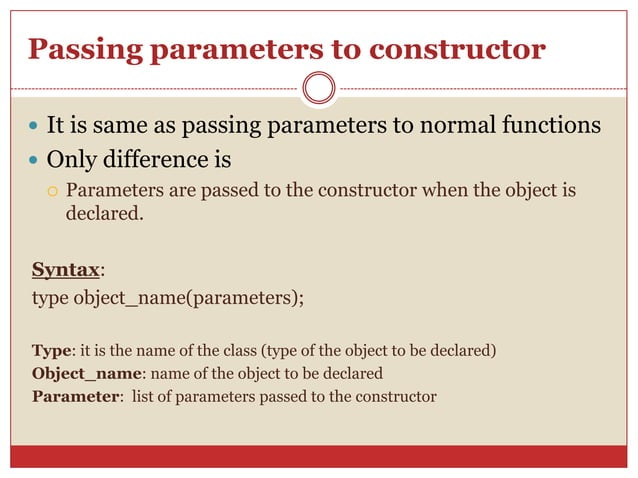 Passing parameters to constructor
It is same as passing parameters to normal functions
Only difference is
Parameters are passed to the constructor when the object is
declared.
Syntax:
type object_name(parameters);
Type: it is the name of the class (type of the object to be declared)
Object_name: name of the object to be declared
Parameter: list of parameters passed to the constructor